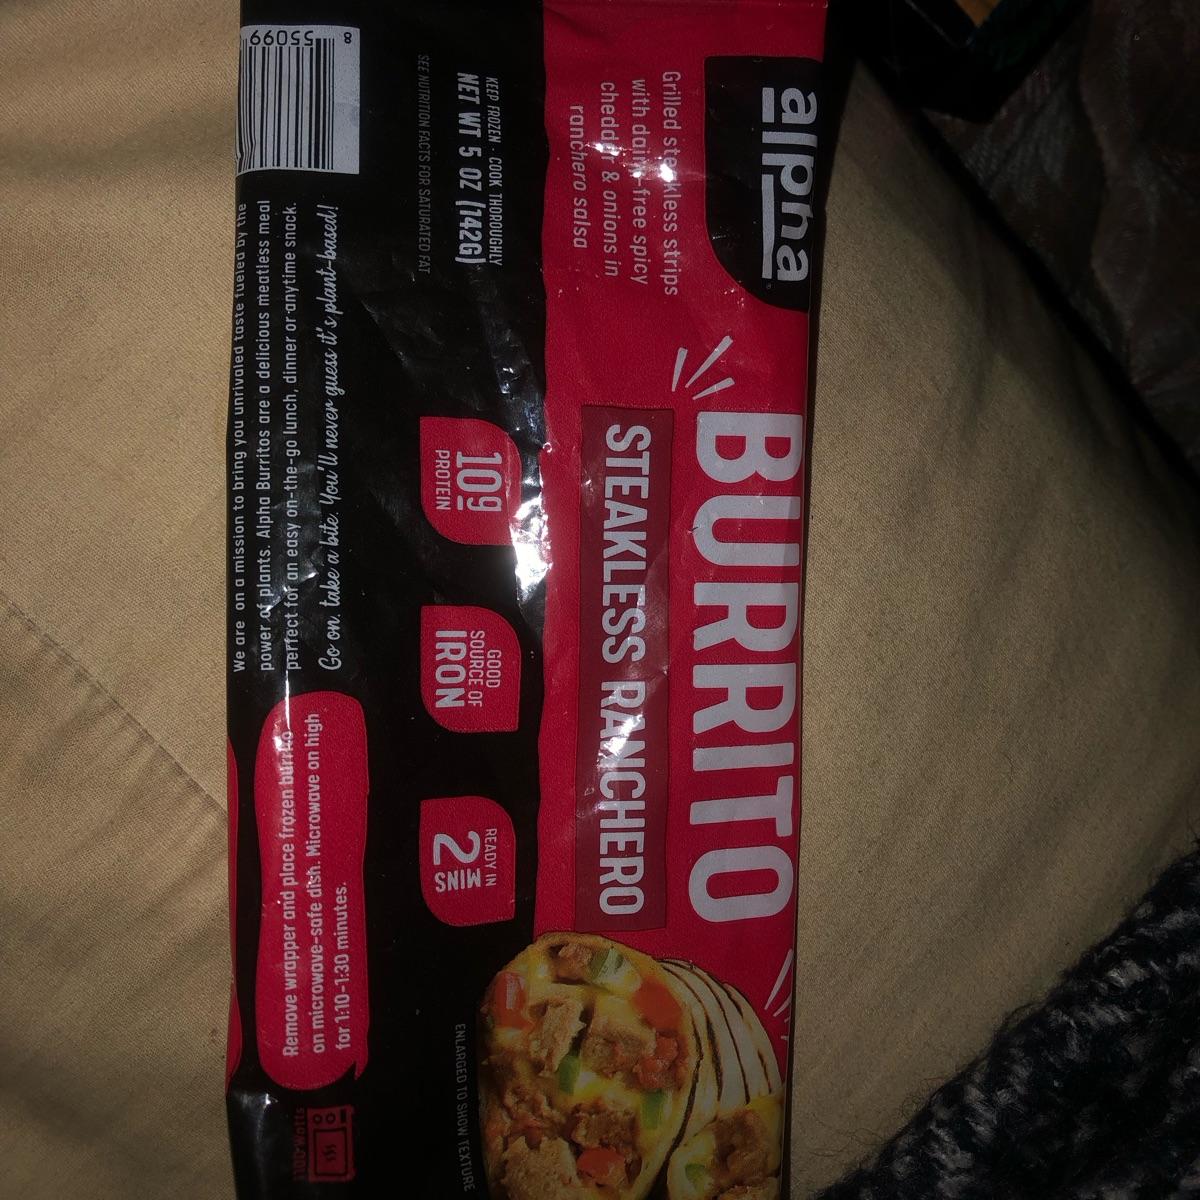 alpha
Grilled steakless strips
with dairy-free spicy
cheddar & onions in
ranchero salsa
BURRITO
STEAKLESS RANCHERO
KEEP FROZEN · COOK THOROUGHLY
NET WT 5 OZ (142G)
SEE NUTRITION FACTS FOR SATURATED FAT
10g
PROTEIN
GOOD
SOURCE OF
IRON
READY IN
2 MINS
ENLARGED TO SHOW TEXTURE
8 55099
We are on a mission to bring you unrivaled taste fueled by the
power of plants. Alpha Burritos are a delicious meatless meal
perfect for an easy on-the-go lunch, dinner or anytime snack.
Go on, take a bite. You'll never guess it's plant-based!
Remove wrapper and place frozen burrito
on microwave-safe dish. Microwave on high
for 1:10-1:30 minutes.
1100-Watts